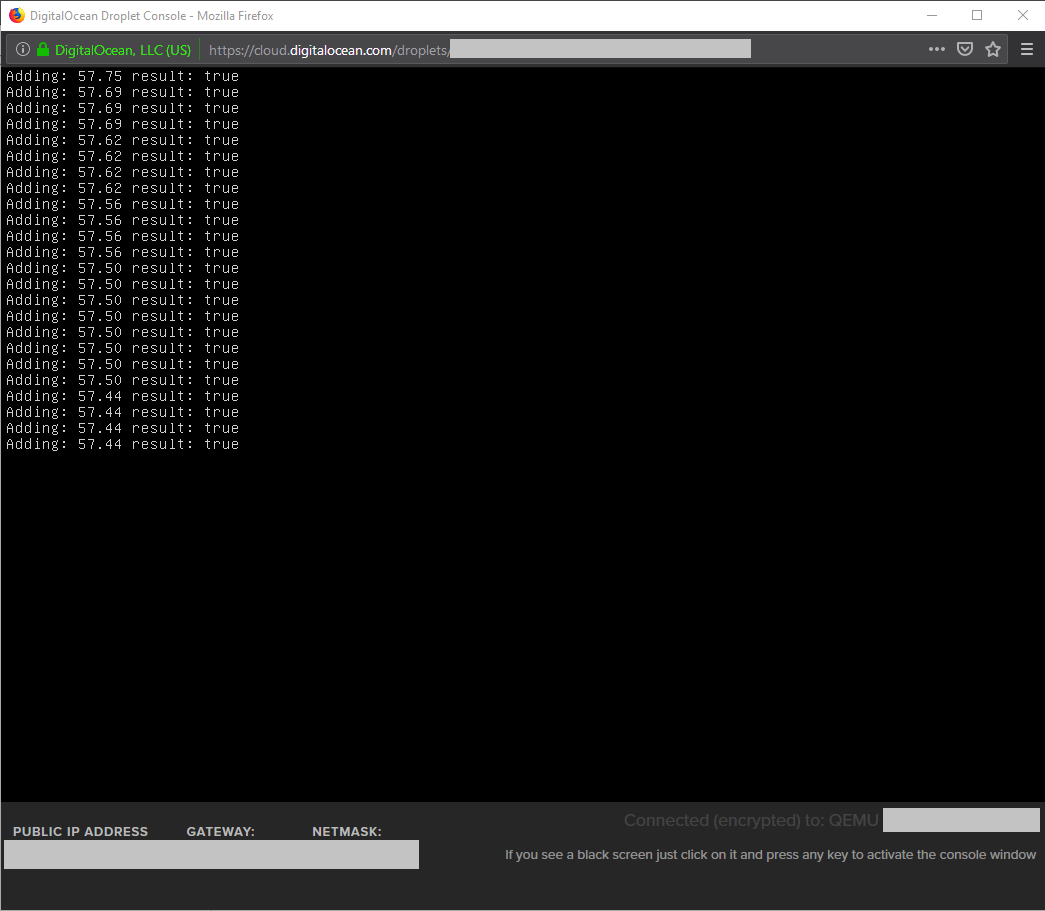 DigitalOcean Droplet Console - Mozilla Firefox
DigitalOcean, LLC (US) https://cloud.digitalocean.com/droplets/
Adding: 57.75 result: true
Adding: 57.69 result: true
Adding: 57.69 result: true
Adding: 57.69 result: true
Adding: 57.62 result: true
Adding: 57.62 result: true
Adding: 57.62 result: true
Adding: 57.62 result: true
Adding: 57.56 result: true
Adding: 57.56 result: true
Adding: 57.56 result: true
Adding: 57.56 result: true
Adding: 57.50 result: true
Adding: 57.50 result: true
Adding: 57.50 result: true
Adding: 57.50 result: true
Adding: 57.50 result: true
Adding: 57.50 result: true
Adding: 57.50 result: true
Adding: 57.50 result: true
Adding: 57.44 result: true
Adding: 57.44 result: true
Adding: 57.44 result: true
Adding: 57.44 result: true
Connected (encrypted) to: QEMU
PUBLIC IP ADDRESS GATEWAY: NETMASK:
If you see a black screen just click on it and press any key to activate the console window